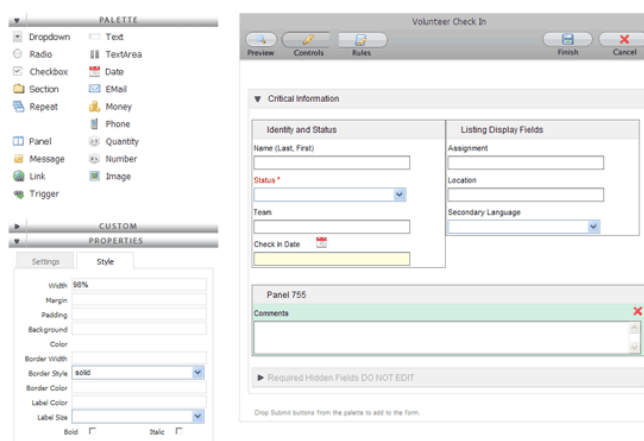 PALETTE
Dropdown Text
Radio TextArea
Checkbox Date
Section EMail
Repeat Money
Phone
Panel Quantity
Message Number
Link Image
Trigger
CUSTOM
PROPERTIES
Settings Style
Width 98%
Margin
Padding
Background
Color
Border Width
Border Style solid
Border Color
Label Color
Label Size
Bold Italic
Volunteer Check In
Preview Controls Rules Finish Cancel
Critical Information
Identity and Status Listing Display Fields
Name (Last, First) Assignment
Status * Location
Team Secondary Language
Check In Date
Panel 755
Comments
Required Hidden Fields DO NOT EDIT
Drop Submit buttons from the palette to add to the form.